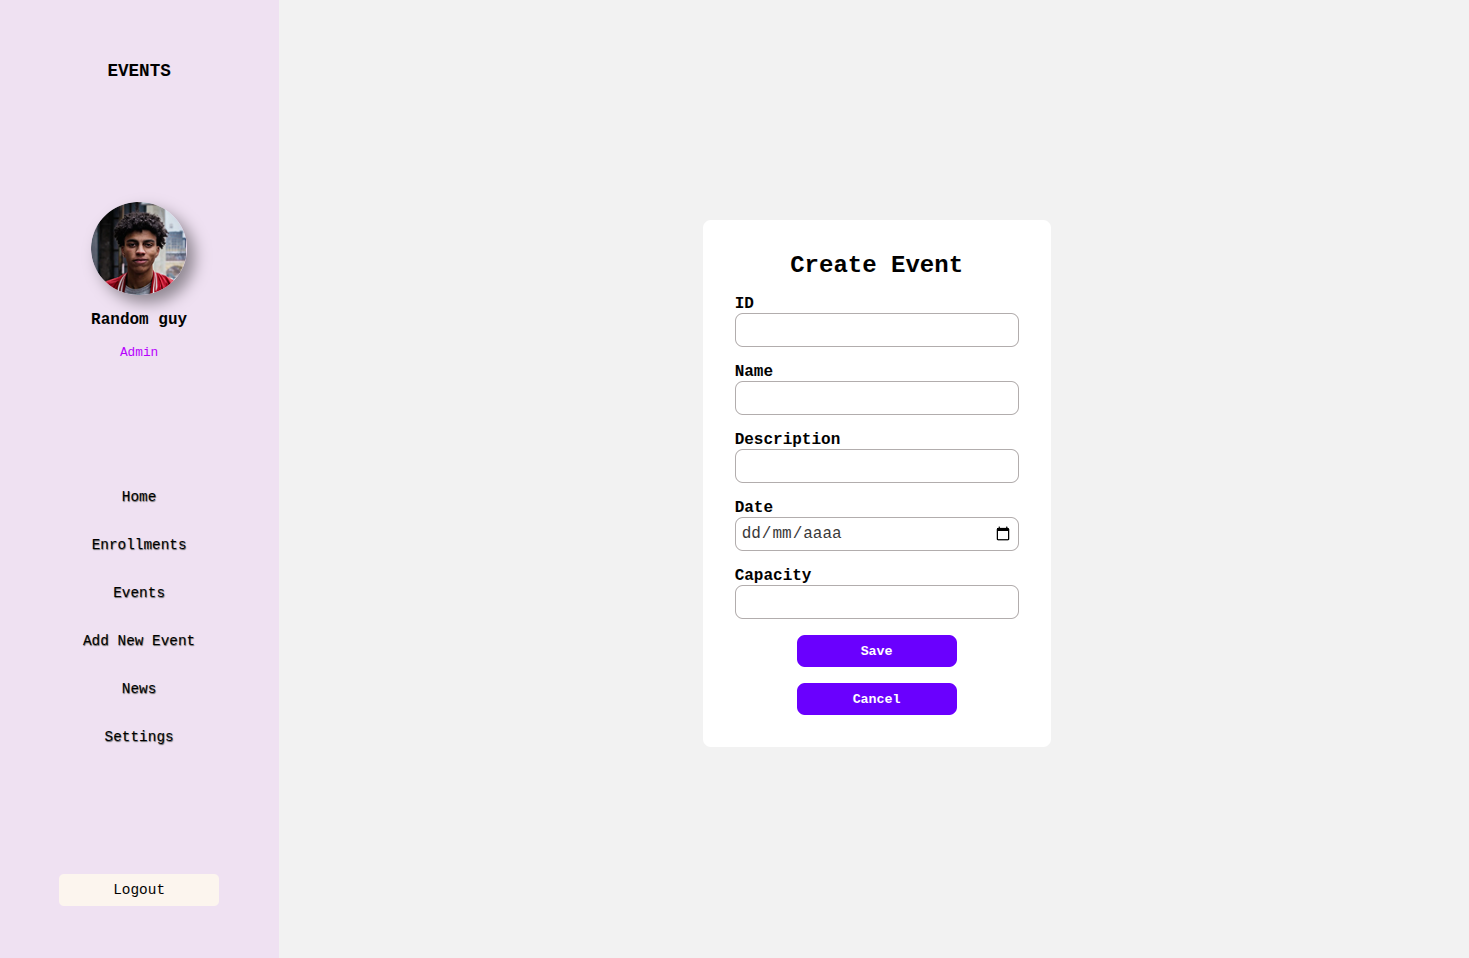 EVENTS
Random guy
Admin
Home
Enrollments
Events
Add New Event
News
Settings
Logout
Create Event
ID
Name
Description
Date
dd/mm/aaaa
Capacity
Save
Cancel